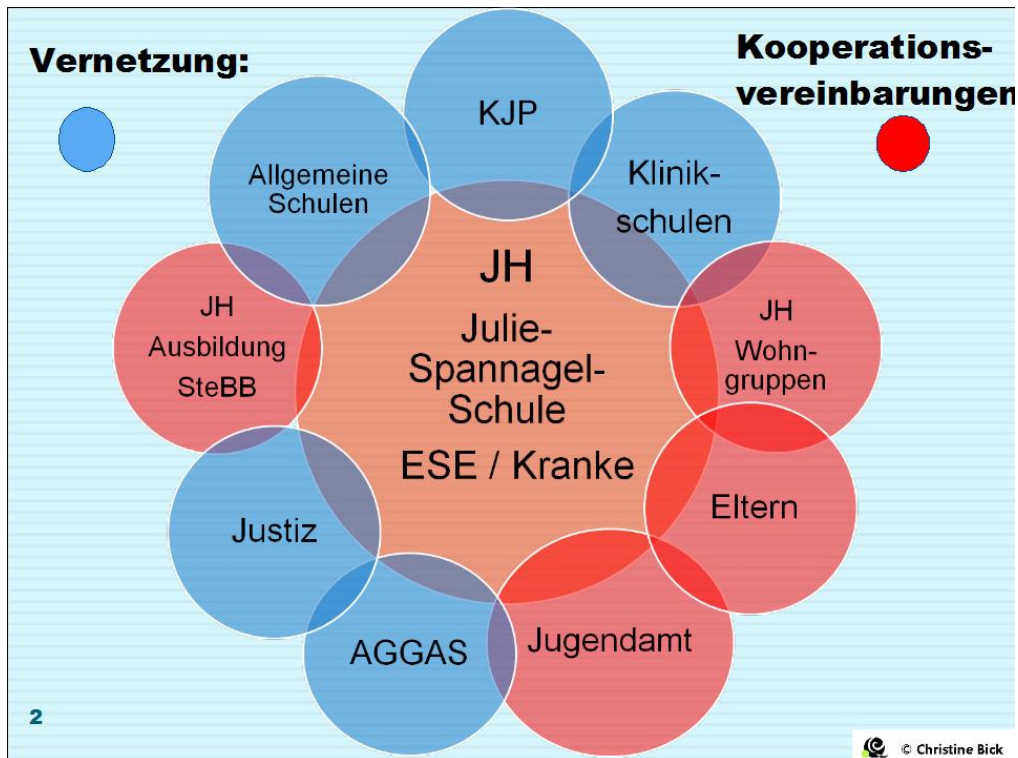 Vernetzung:
Kooperations-
vereinbarungen
KJP
Allgemeine
Schulen
Klinik-
schulen
JH
Julie-
Spannagel-
Schule
ESE / Kranke
JH
Ausbildung
SteBB
JH
Wohn-
gruppen
Justiz
Eltern
AGGAS
Jugendamt
2
© Christine Bick